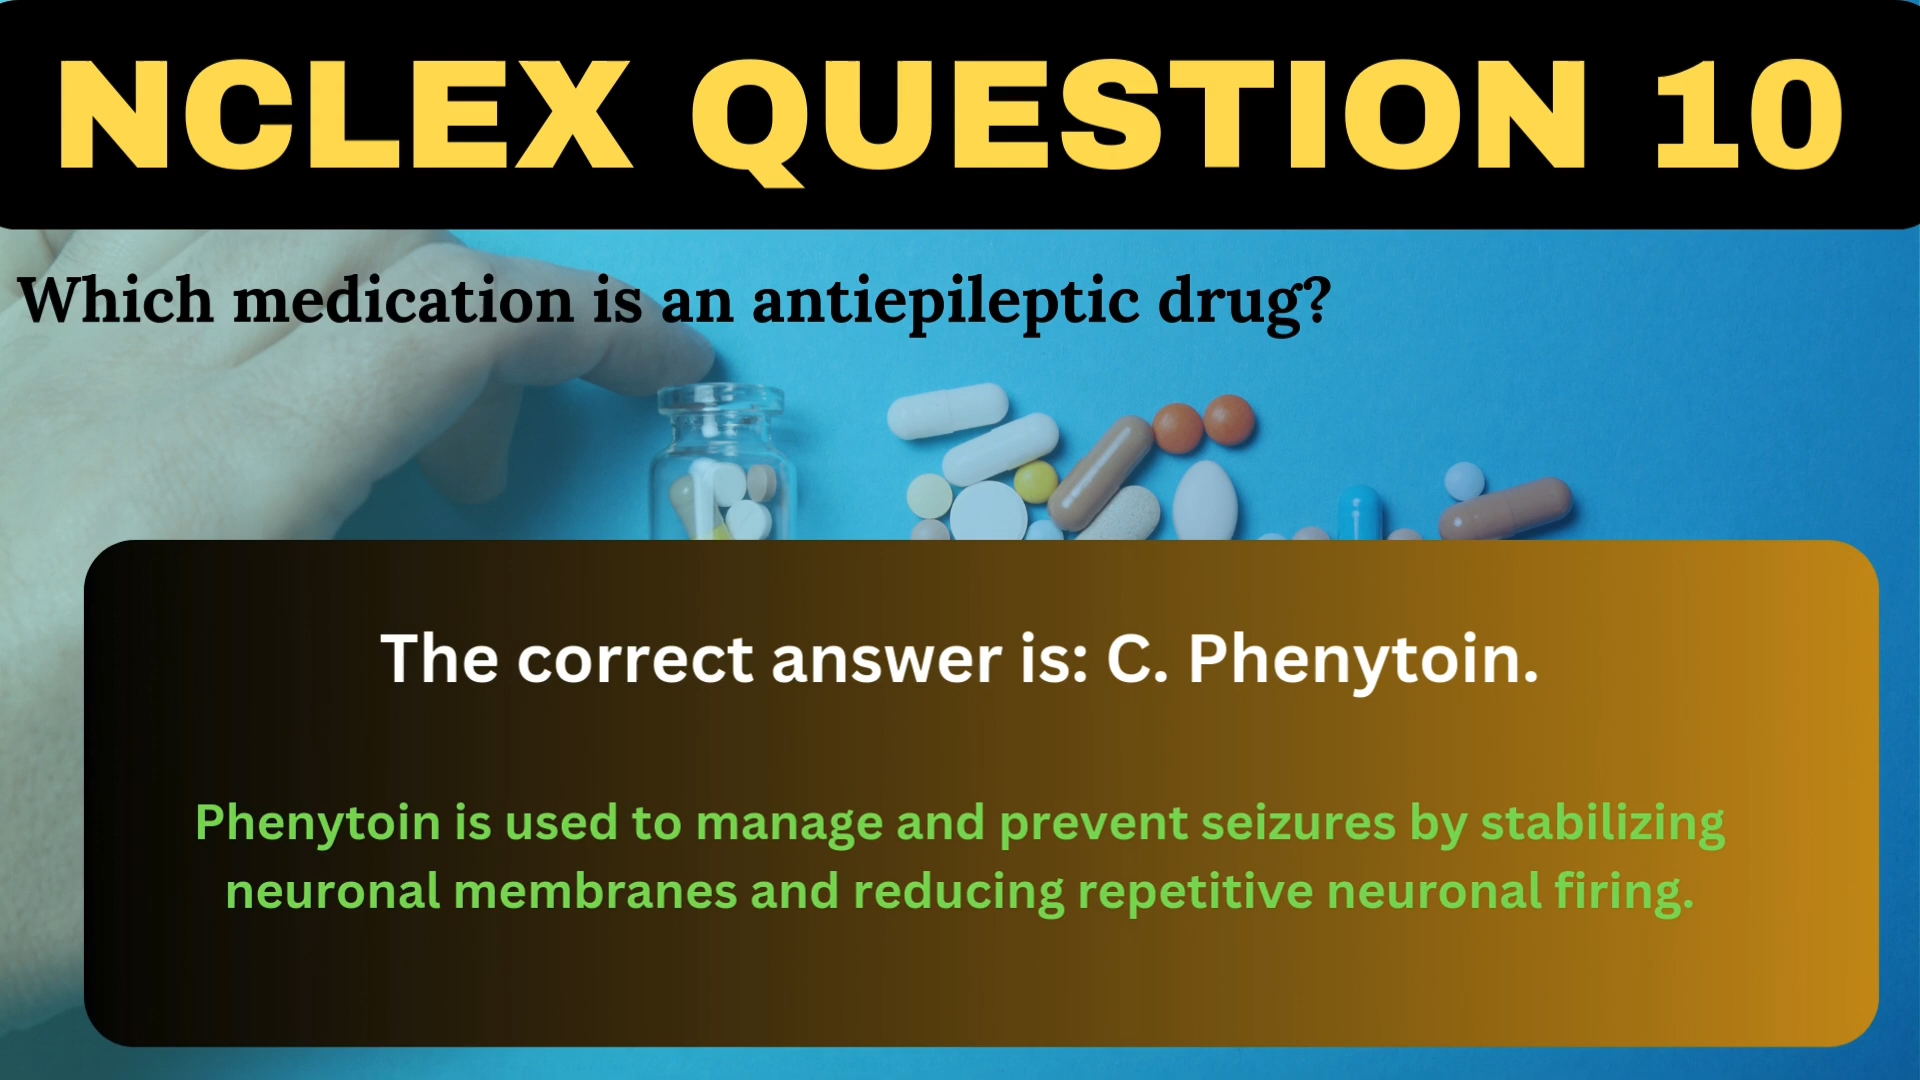 NCLEX QUESTION 10
Which medication is an antiepileptic drug?
The correct answer is: C. Phenytoin.
Phenytoin is used to manage and prevent seizures by stabilizing
neuronal membranes and reducing repetitive neuronal firing.